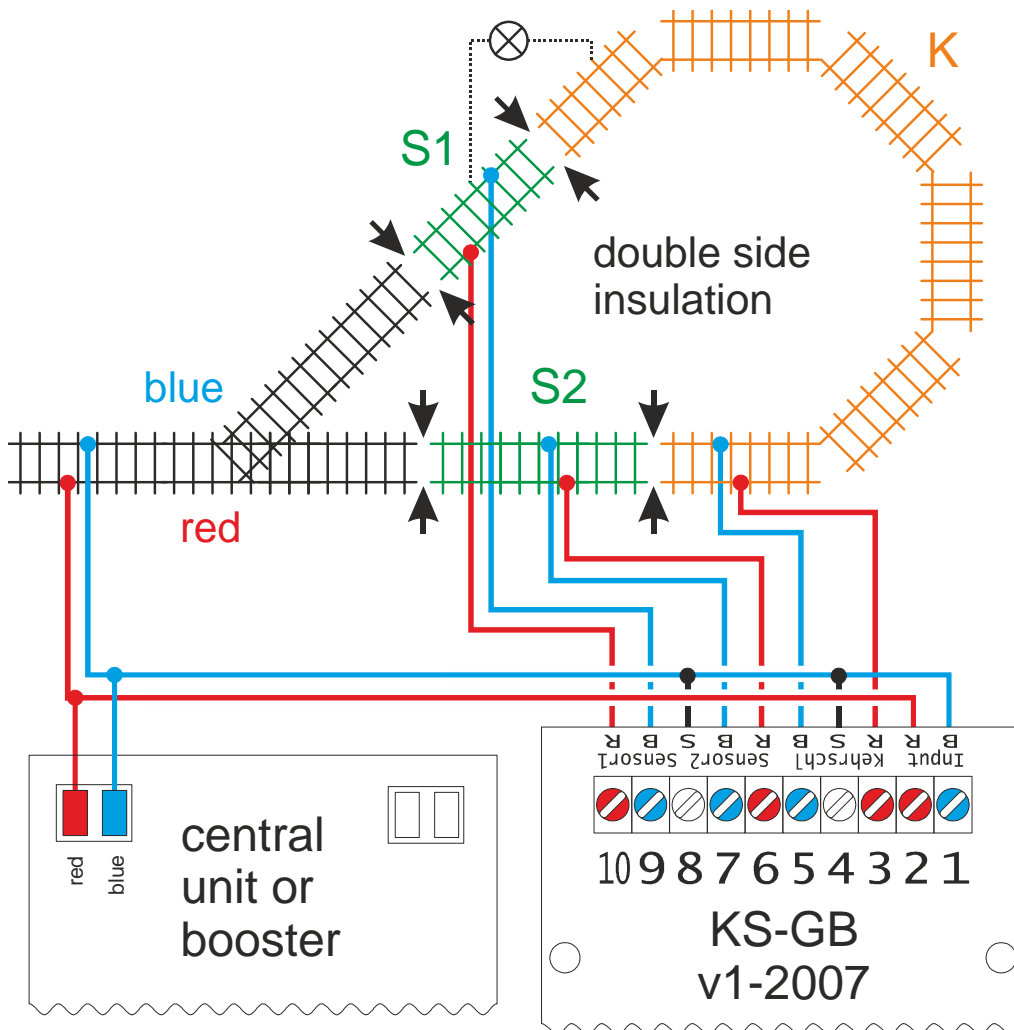 K
S1
double side
insulation
blue
S2
red
R B S B R B S R R B
Sensor1 Sensor2 Kehrschl Input
red
blue
central
unit or
booster
10 9 8 7 6 5 4 3 2 1
KS-GB
v1-2007